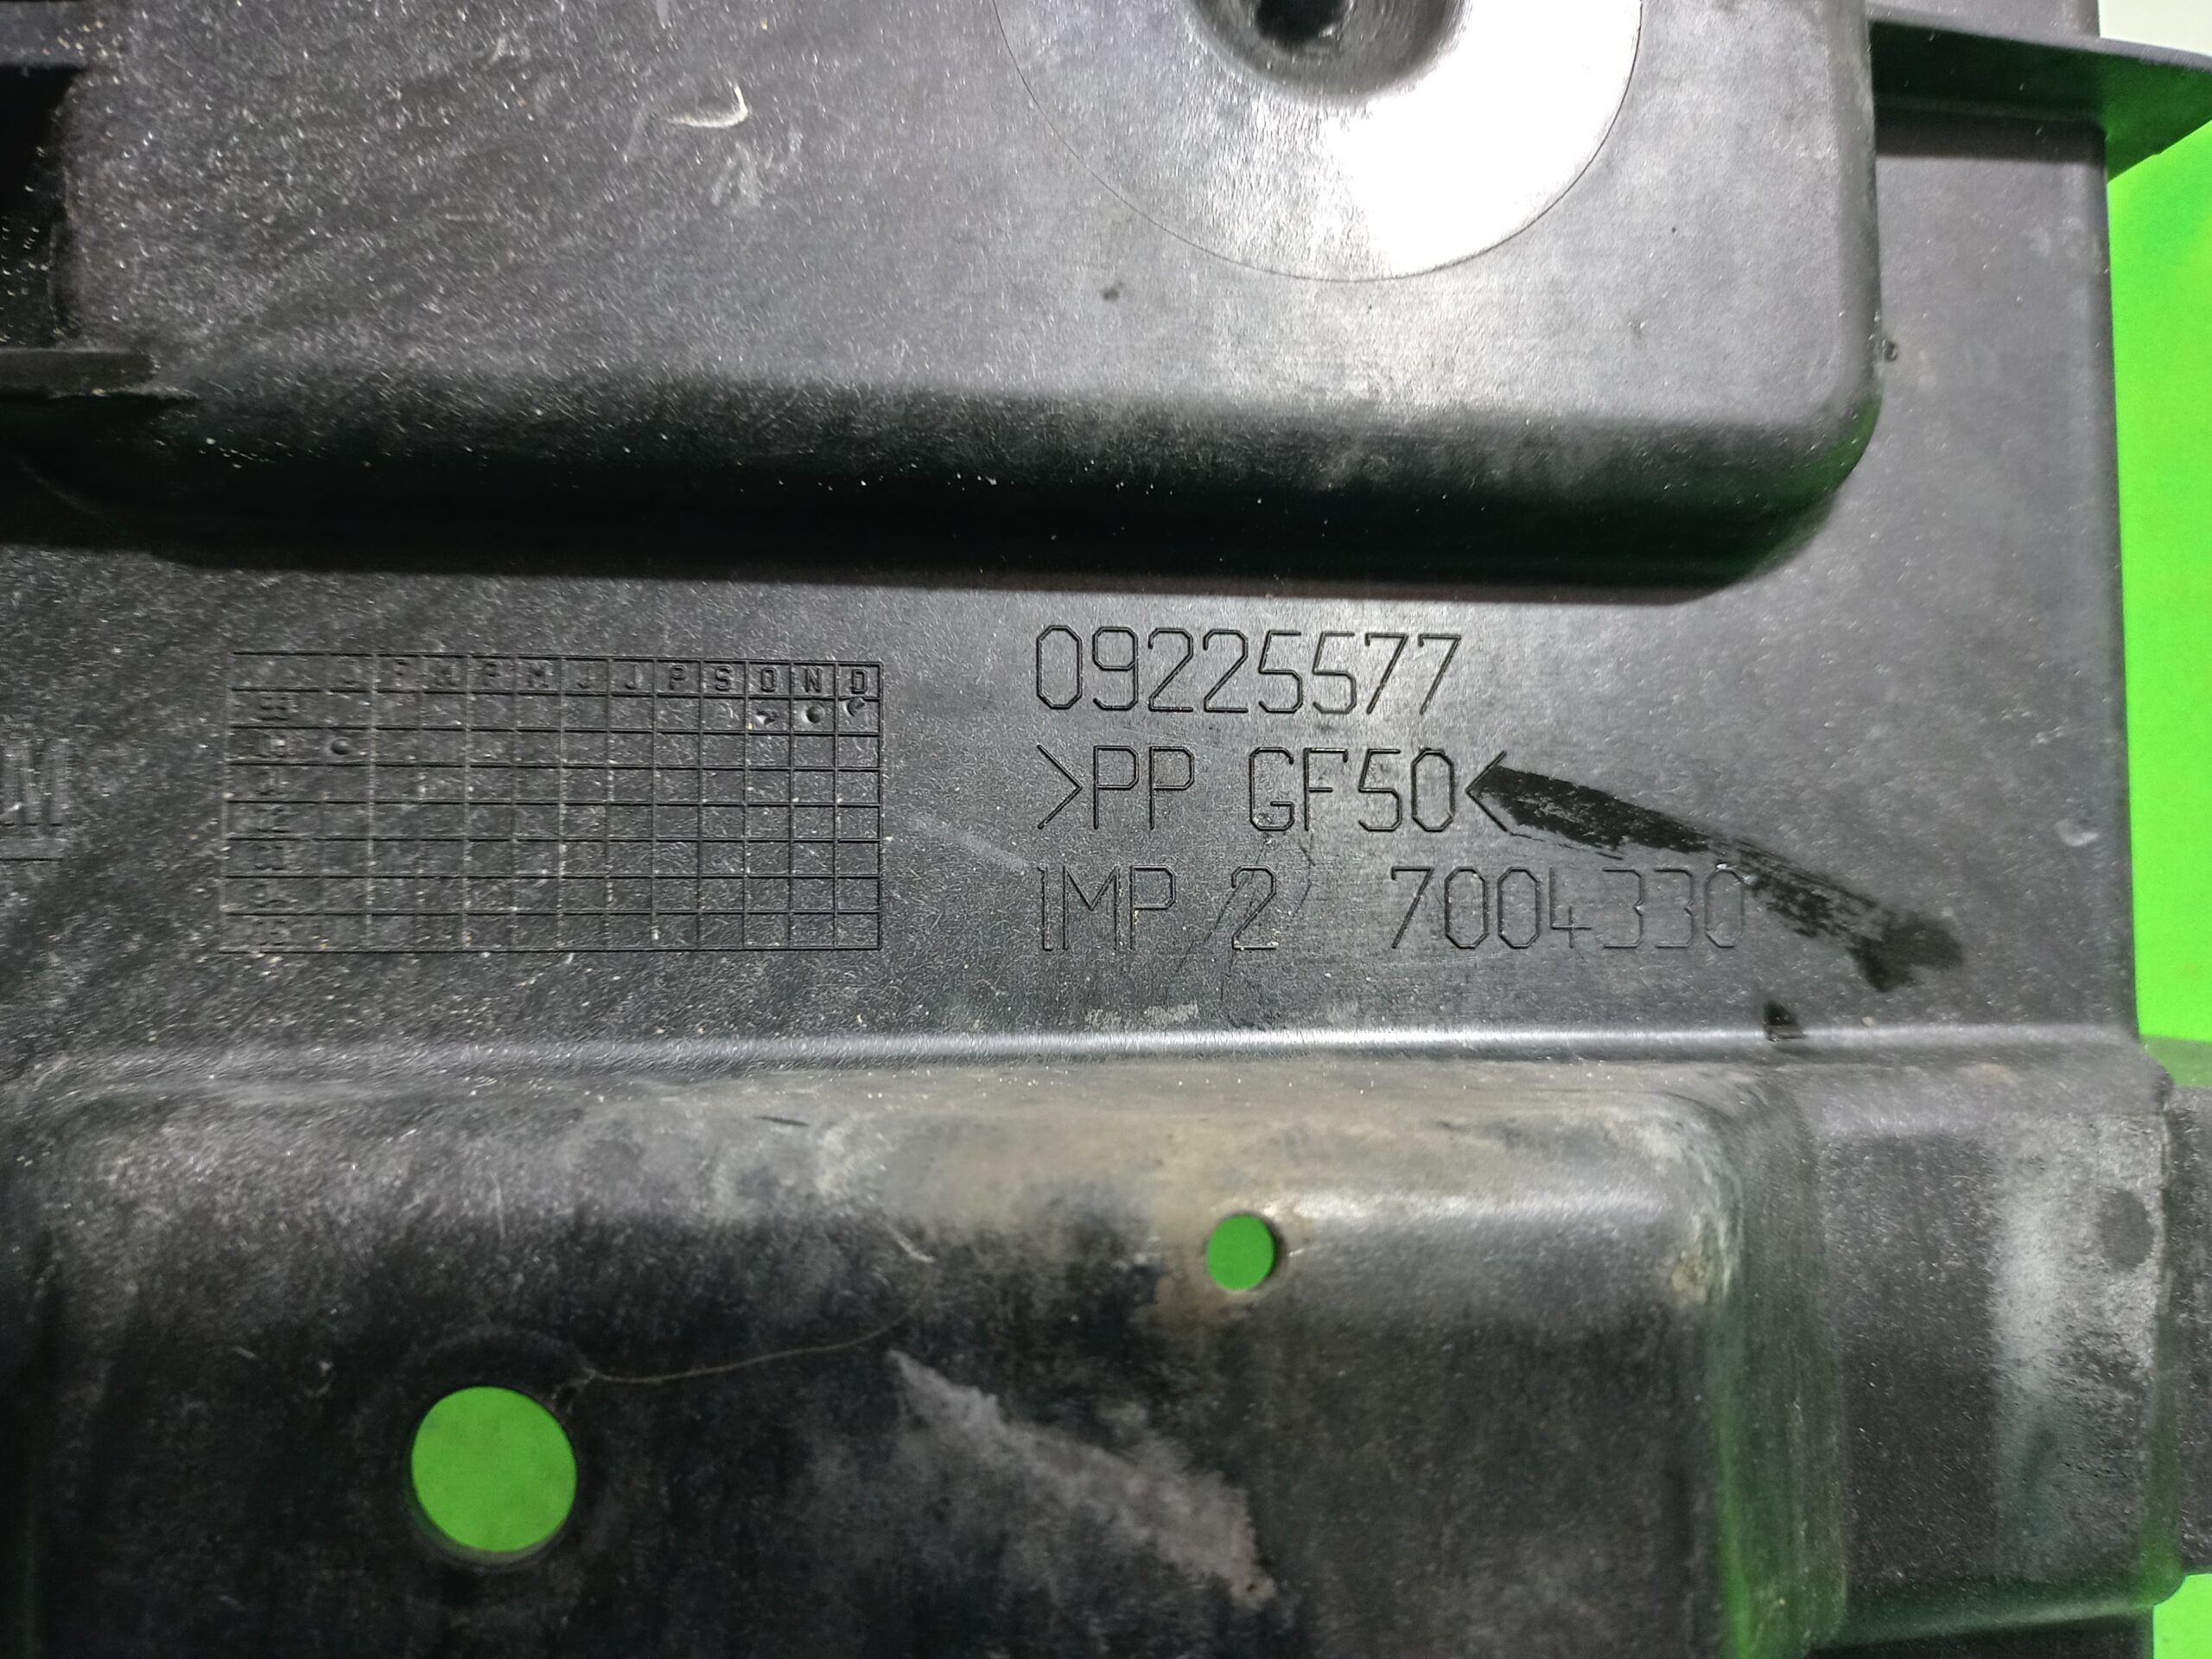 J F M A M J J A S O N D
09225577
>PP GF50<
IMP 2 7004330